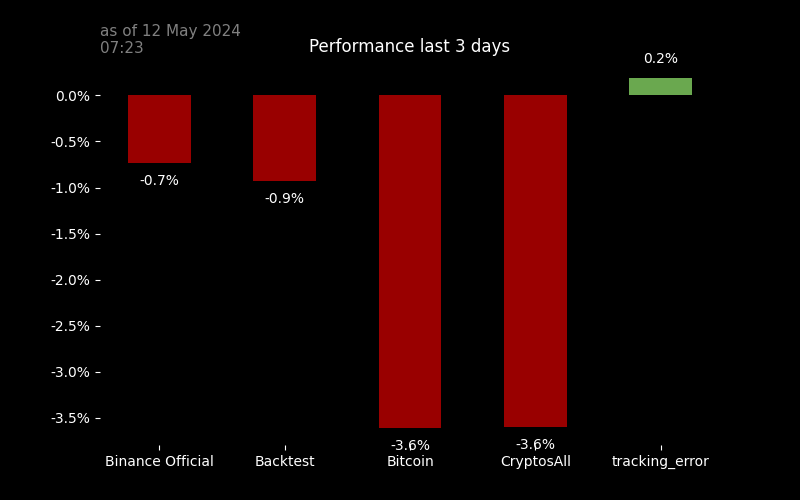 as of 12 May 2024
07:23
Performance last 3 days
0.2%
0.0%
-0.5%
-0.7%
-1.0%
-0.9%
-1.5%
-2.0%
-2.5%
-3.0%
-3.5%
-3.6%
-3.6%
Binance Official
Backtest
Bitcoin
CryptosAll
tracking_error